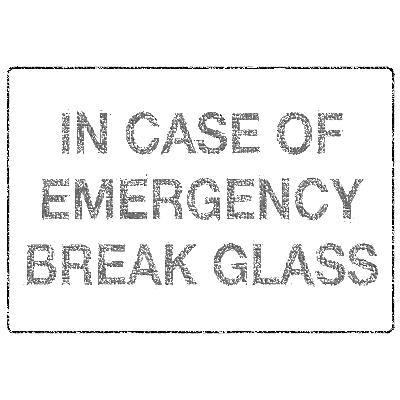 IN CASE OF
EMERGENCY
BREAK GLASS